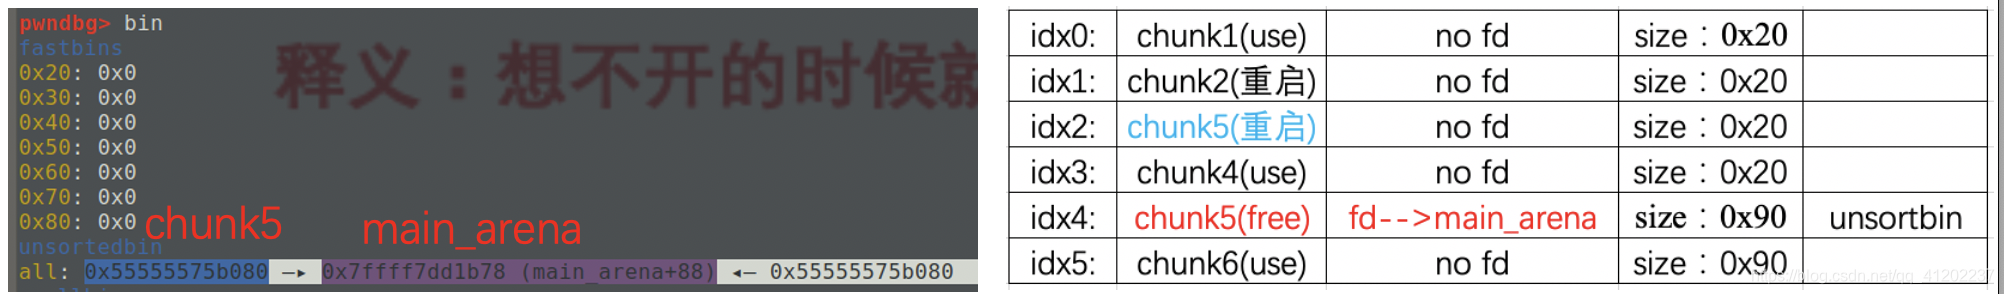 pwndbg> bin
fastbins
0x20: 0x0
0x30: 0x0
0x40: 0x0
0x50: 0x0
0x60: 0x0
0x70: 0x0
0x80: 0x0
unsortedbin
all: 0x55555575b080 —▸ 0x7ffff7dd1b78 (main_arena+88) ◂— 0x55555575b080
释义：想不开的时候就
chunk5 main_arena
idx0: chunk1(use) no fd size：0x20
idx1: chunk2(重启) no fd size：0x20
idx2: chunk5(重启) no fd size：0x20
idx3: chunk4(use) no fd size：0x20
idx4: chunk5(free) fd-->main_arena size：0x90 unsortbin
idx5: chunk6(use) no fd size：0x90
https://blog.csdn.net/qq_41202237